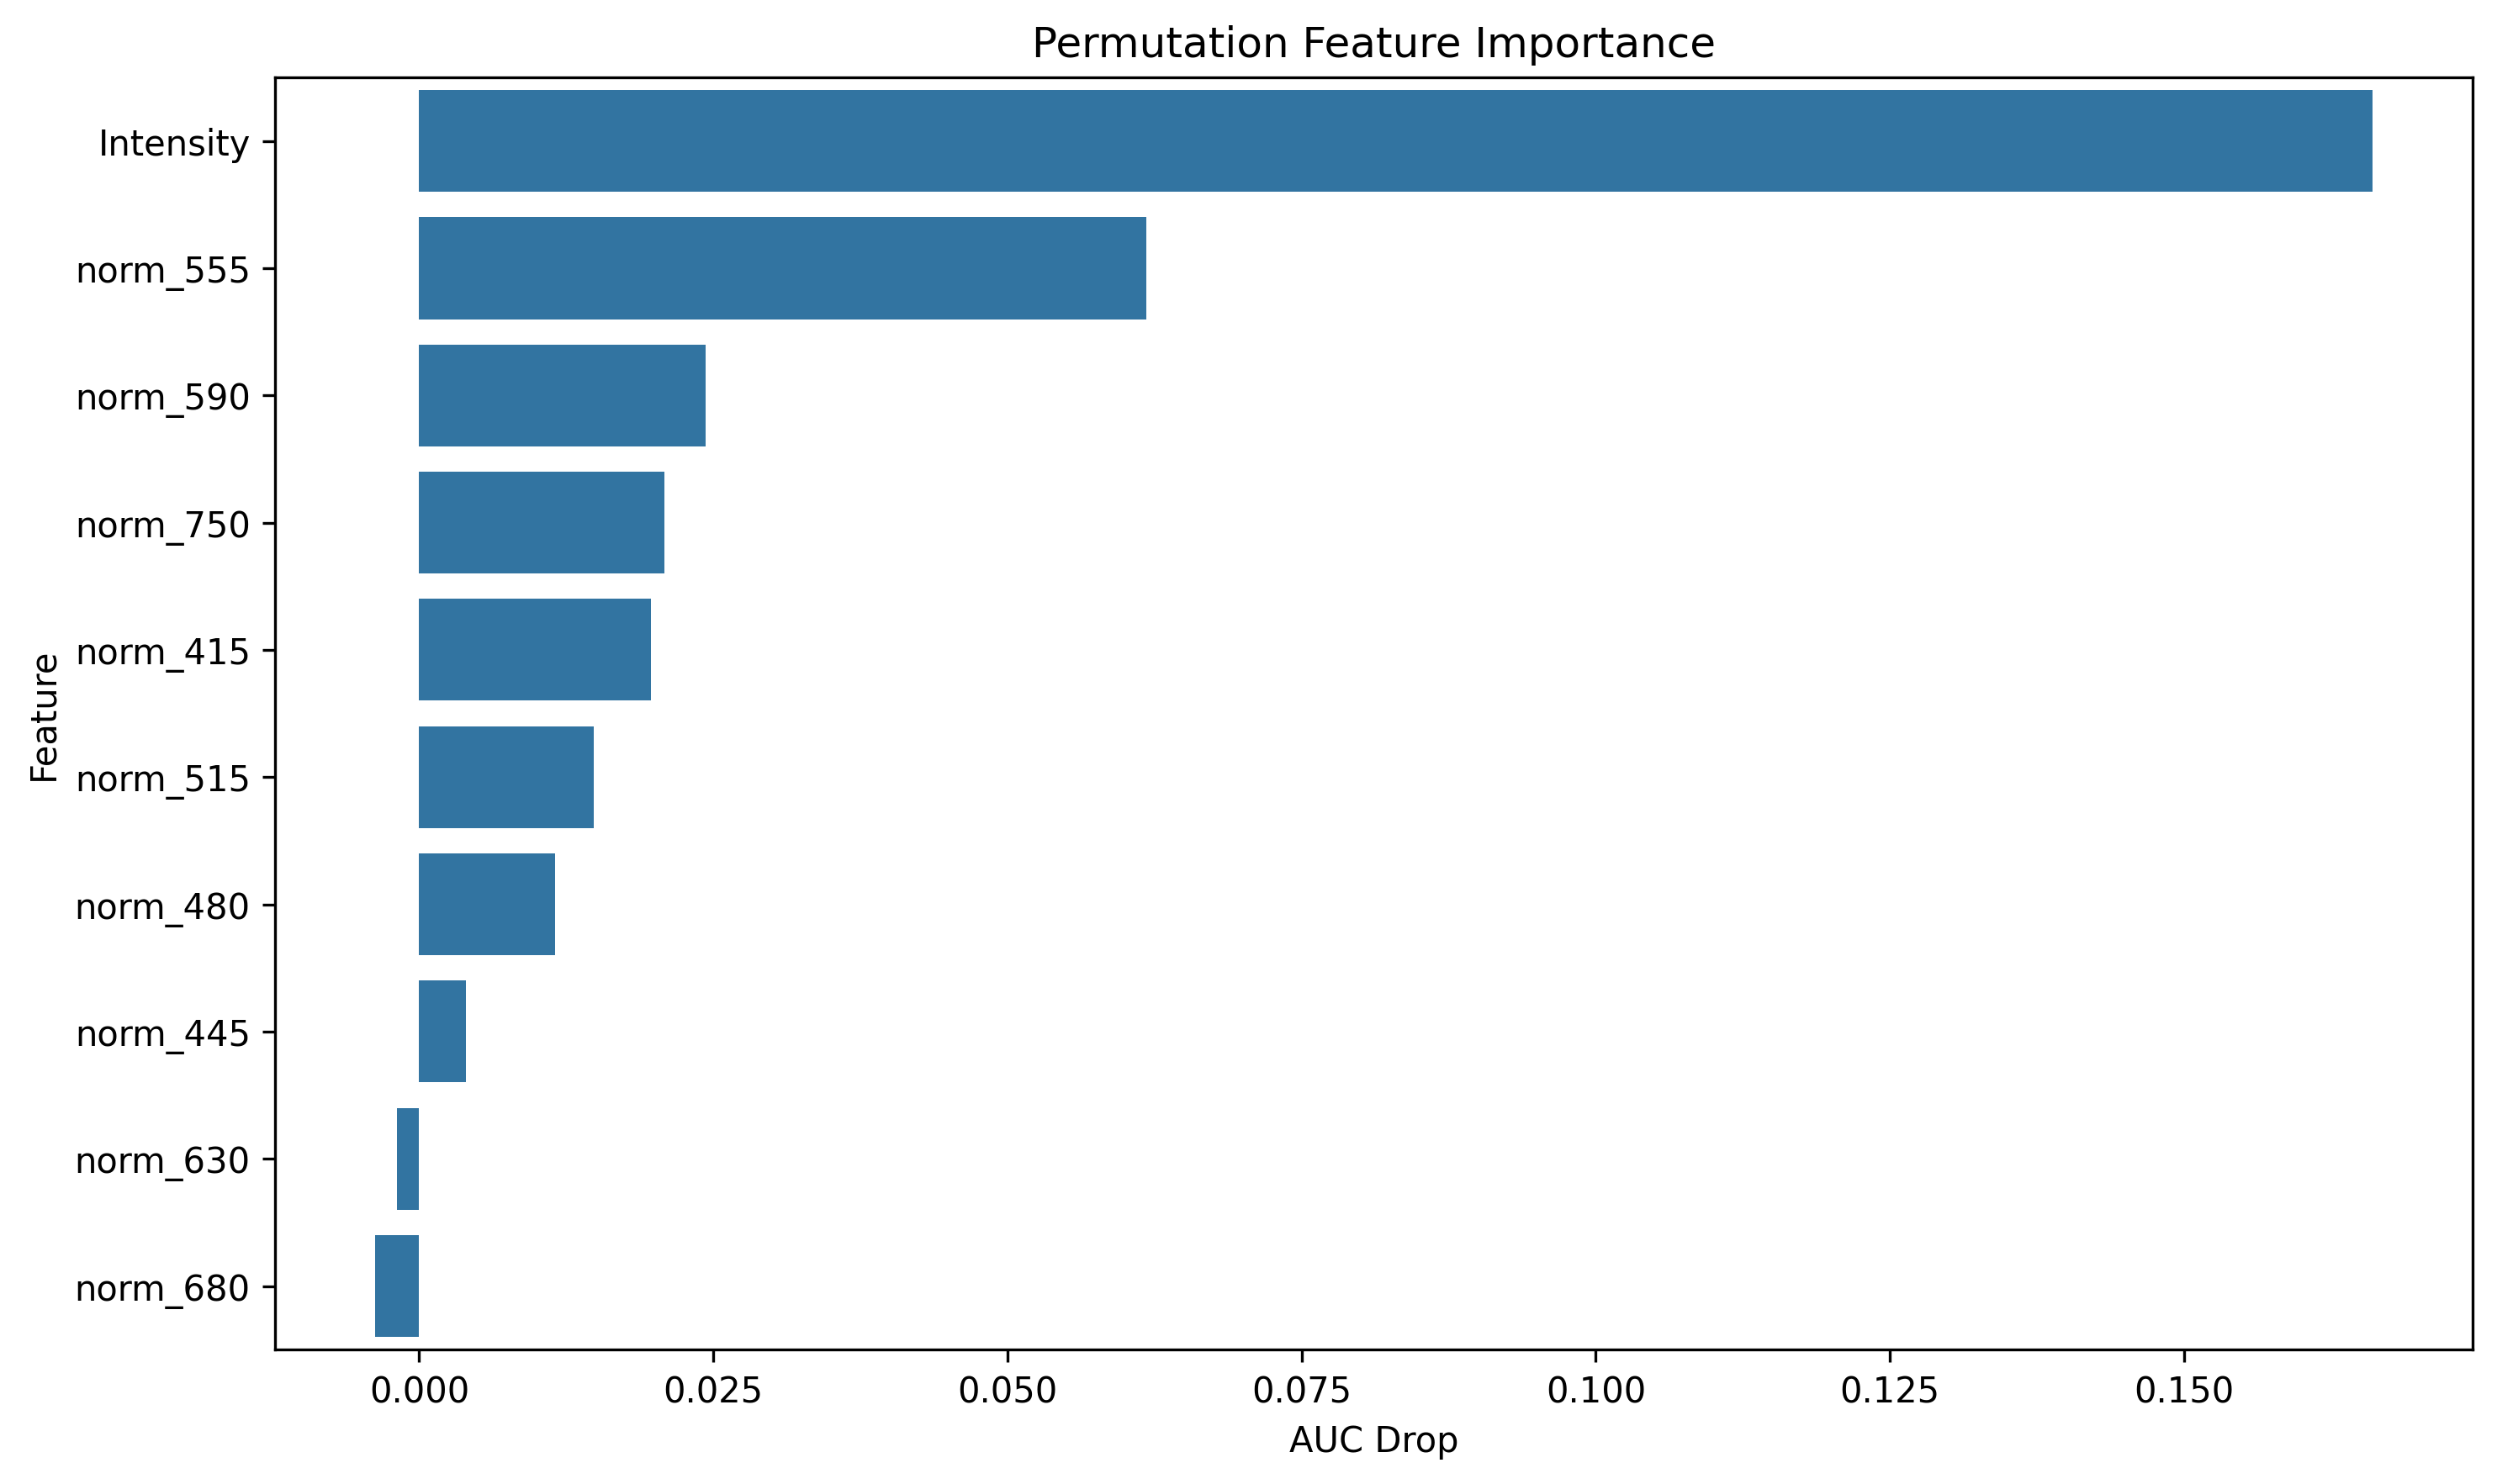 Permutation Feature Importance
Feature
Intensity
norm_555
norm_590
norm_750
norm_415
norm_515
norm_480
norm_445
norm_630
norm_680
0.000 0.025 0.050 0.075 0.100 0.125 0.150
AUC Drop